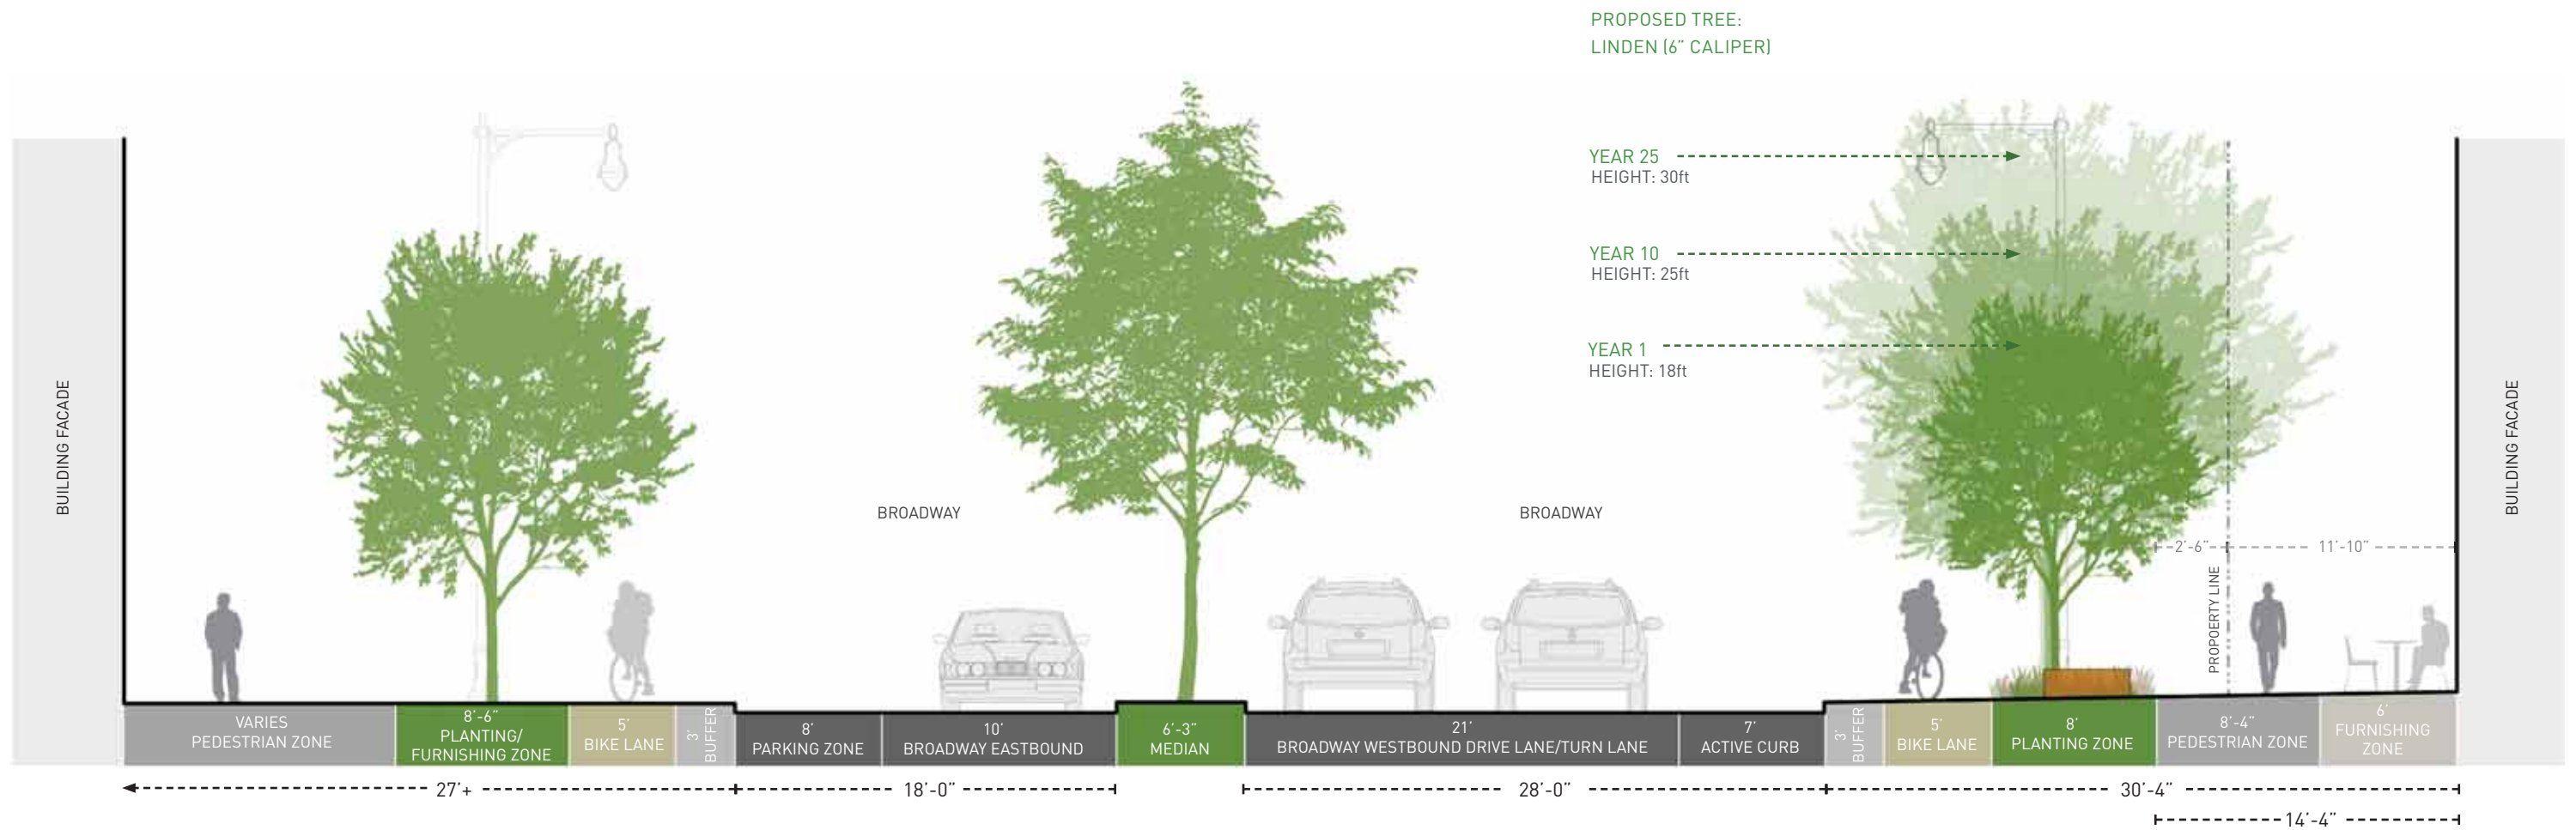 PROPOSED TREE:
LINDEN (6” CALIPER)
YEAR 25
HEIGHT: 30ft
YEAR 10
HEIGHT: 25ft
YEAR 1
HEIGHT: 18ft
BUILDING FACADE
BROADWAY
BROADWAY
BUILDING FACADE
2'-6”
11'-10”
PROPOERTY LINE
VARIES
PEDESTRIAN ZONE
8'-6”
PLANTING/
FURNISHING ZONE
5'
BIKE LANE
3'
BUFFER
8'
PARKING ZONE
10'
BROADWAY EASTBOUND
6'-3”
MEDIAN
21'
BROADWAY WESTBOUND DRIVE LANE/TURN LANE
7'
ACTIVE CURB
3'
BUFFER
5'
BIKE LANE
8'
PLANTING ZONE
8'-4”
PEDESTRIAN ZONE
6'
FURNISHING
ZONE
27'+
18'-0”
28'-0”
30'-4”
14'-4”